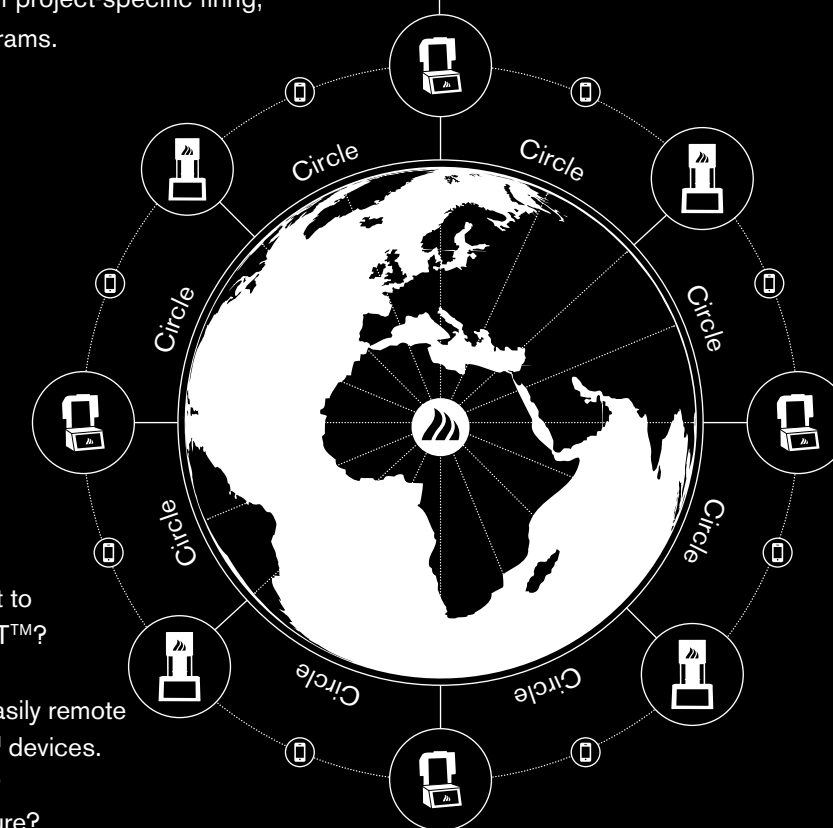 project-specific firing,
rams.
Circle
Circle
Circle
Circle
Circle
Circle
Circle
Circle
t to
T™?
asily remote
devices.
ure?